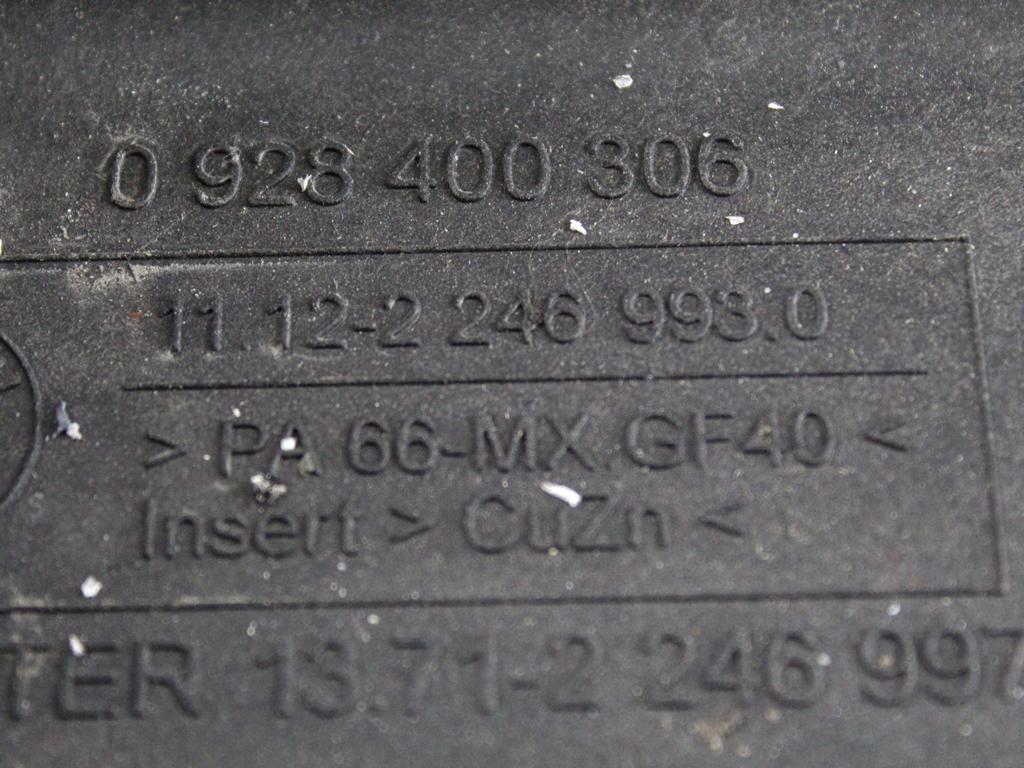 0 928 400 306
11.12-2 246 993.0
> PA 66-MX.GF40 <
Insert > CuZn <
TER 13.71-2 246 997